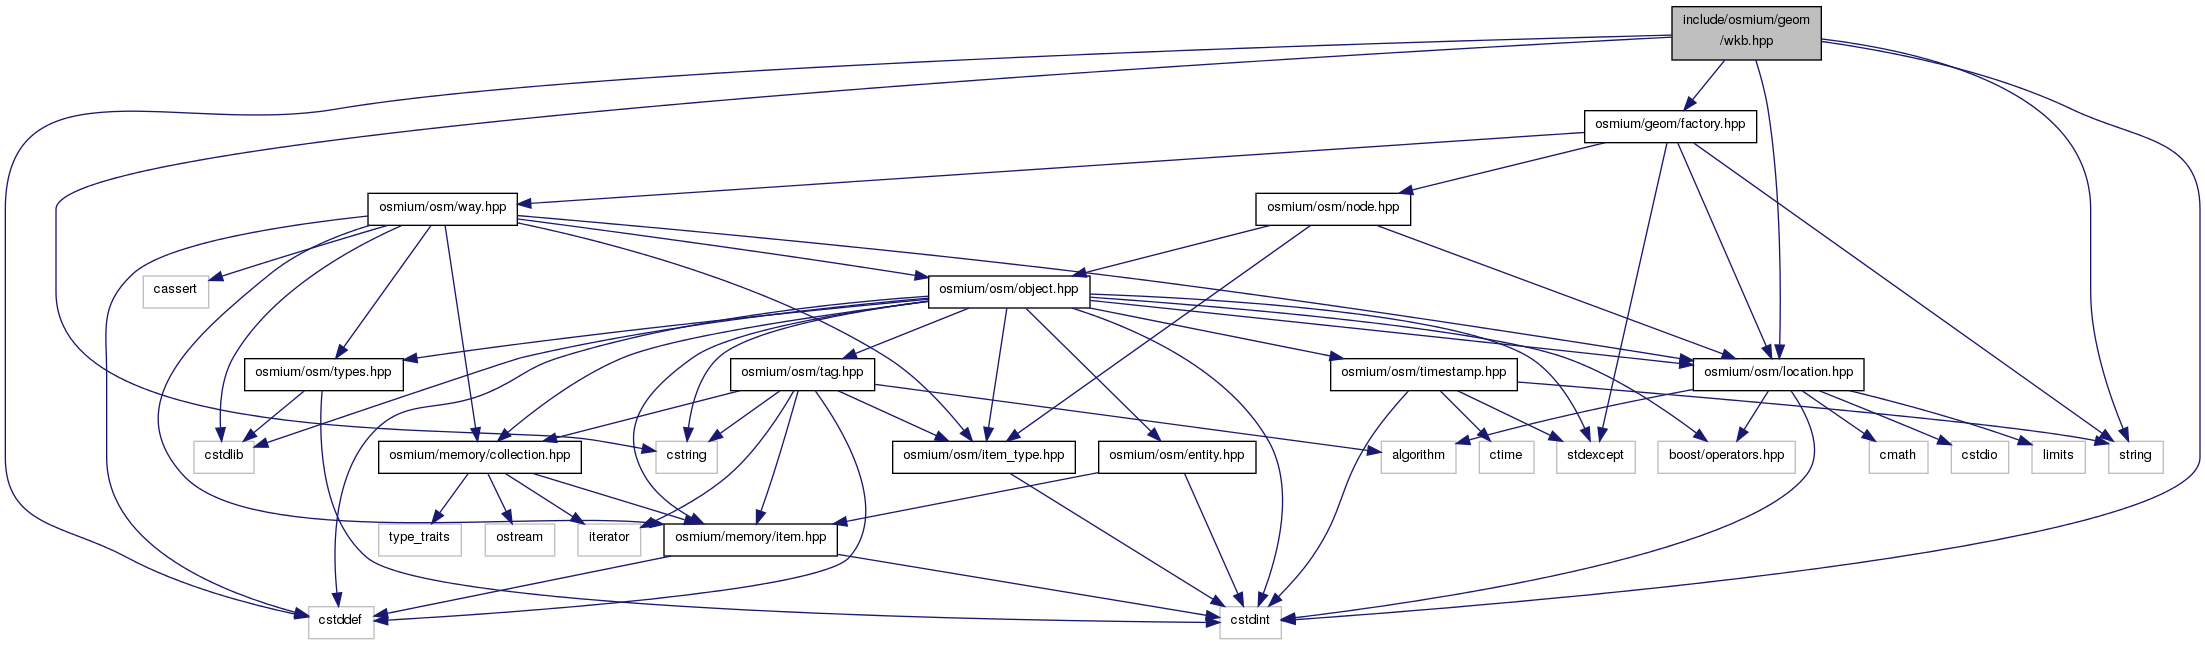 include/osmium/geom
/wkb.hpp
osmium/geom/factory.hpp
osmium/osm/way.hpp
osmium/osm/node.hpp
cassert
osmium/osm/object.hpp
osmium/osm/types.hpp
osmium/osm/tag.hpp
osmium/osm/timestamp.hpp
osmium/osm/location.hpp
cstdlib
osmium/memory/collection.hpp
cstring
osmium/osm/item_type.hpp
osmium/osm/entity.hpp
algorithm
ctime
stdexcept
boost/operators.hpp
cmath
cstdio
limits
string
type_traits
ostream
iterator
osmium/memory/item.hpp
cstddef
cstdint